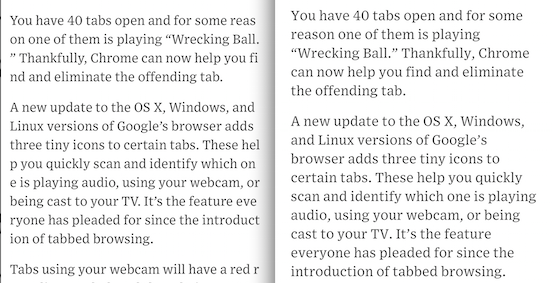 You have 40 tabs open and for some reas
on one of them is playing “Wrecking Ball.
” Thankfully, Chrome can now help you fi
nd and eliminate the offending tab.
A new update to the OS X, Windows, and
Linux versions of Google’s browser adds
three tiny icons to certain tabs. These hel
p you quickly scan and identify which on
e is playing audio, using your webcam, or
being cast to your TV. It’s the feature eve
ryone has pleaded for since the introduct
ion of tabbed browsing.
Tabs using your webcam will have a red r
You have 40 tabs open and for some
reason one of them is playing
“Wrecking Ball.” Thankfully, Chrome
can now help you find and eliminate
the offending tab.
A new update to the OS X, Windows,
and Linux versions of Google’s
browser adds three tiny icons to
certain tabs. These help you quickly
scan and identify which one is playing
audio, using your webcam, or being
cast to your TV. It’s the feature
everyone has pleaded for since the
introduction of tabbed browsing.